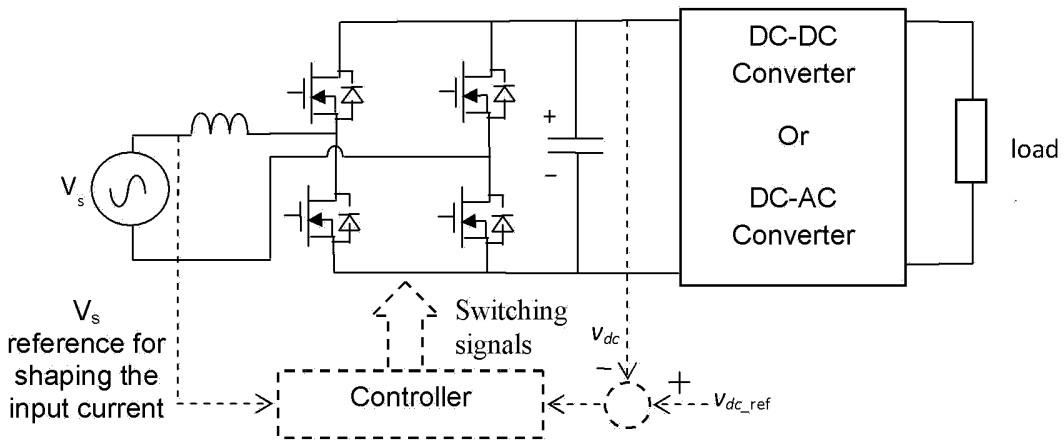 DC-DC
Converter
Or
DC-AC
Converter
load
+
−
Vs
Vs
reference for
shaping the
input current
Switching
signals
Controller
vdc
−
+
vdc_ref